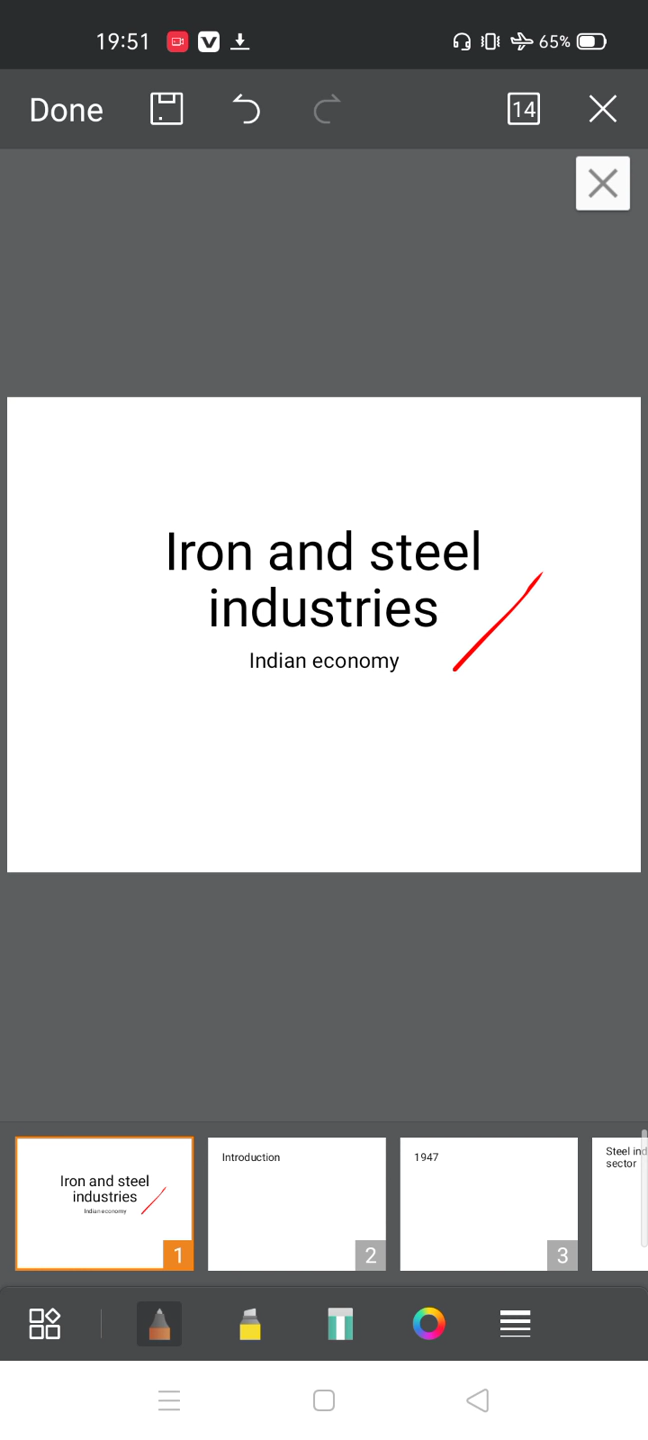 19:51
65%
Done
14
Iron and steel
industries
Indian economy
Iron and steel
industries
Indian economy
1
Introduction
2
1947
3
Steel ind
sector